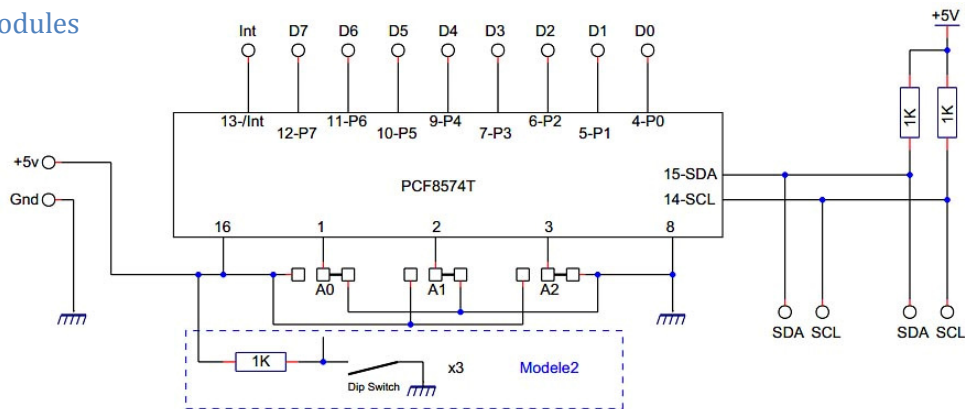 odules
+5V
Int D7 D6 D5 D4 D3 D2 D1 D0
13-/Int 12-P7 11-P6 10-P5 9-P4 7-P3 6-P2 5-P1 4-P0
1K 1K
+5v
15-SDA
PCF8574T
Gnd
14-SCL
16 1 2 3 8
A0 A1 A2
SDA SCL SDA SCL
1K
Dip Switch
x3
Modele2